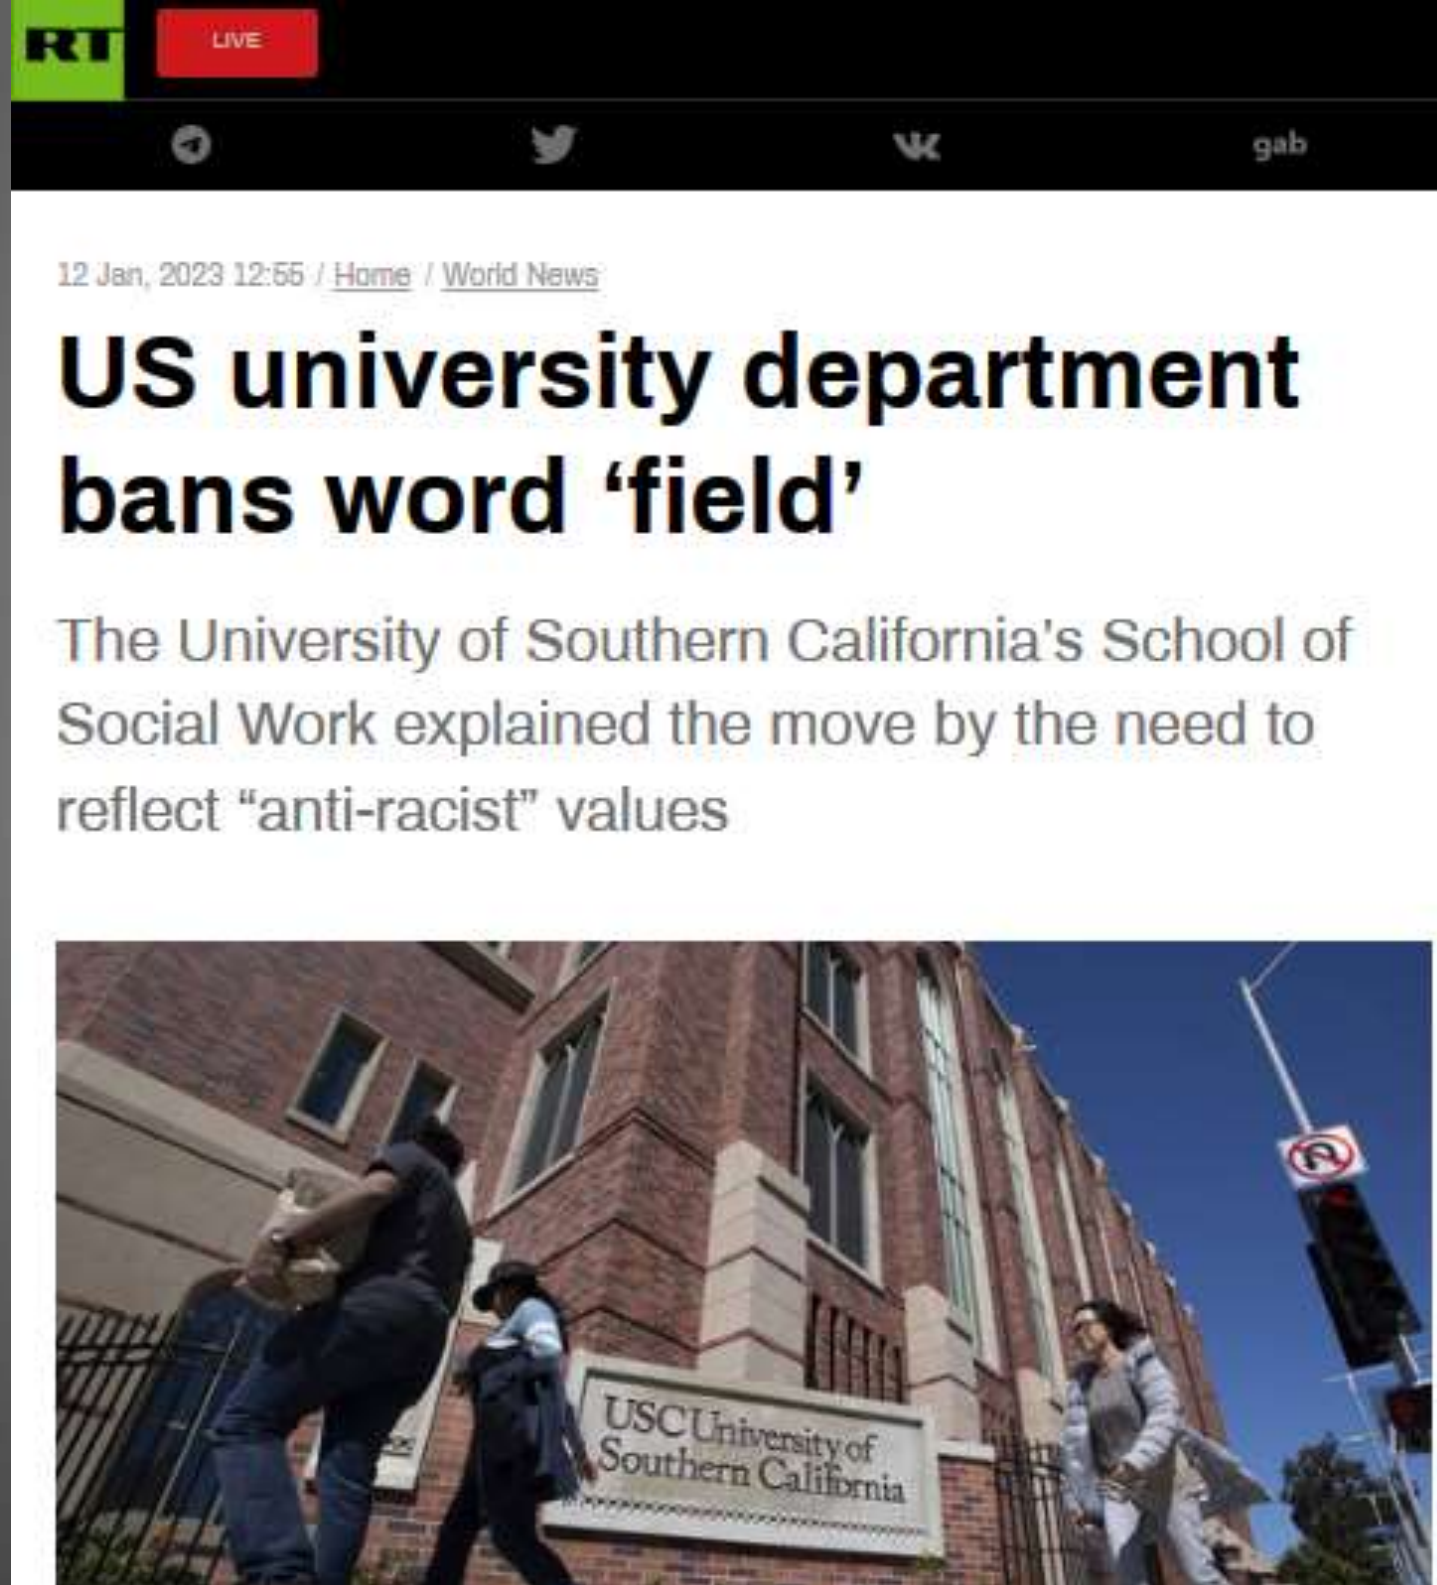 RT
LIVE
gab
12 Jan, 2023 12:55 / Home / World News
US university department
bans word ‘field’
The University of Southern California's School of
Social Work explained the move by the need to
reflect “anti-racist” values
USC University of
Southern California